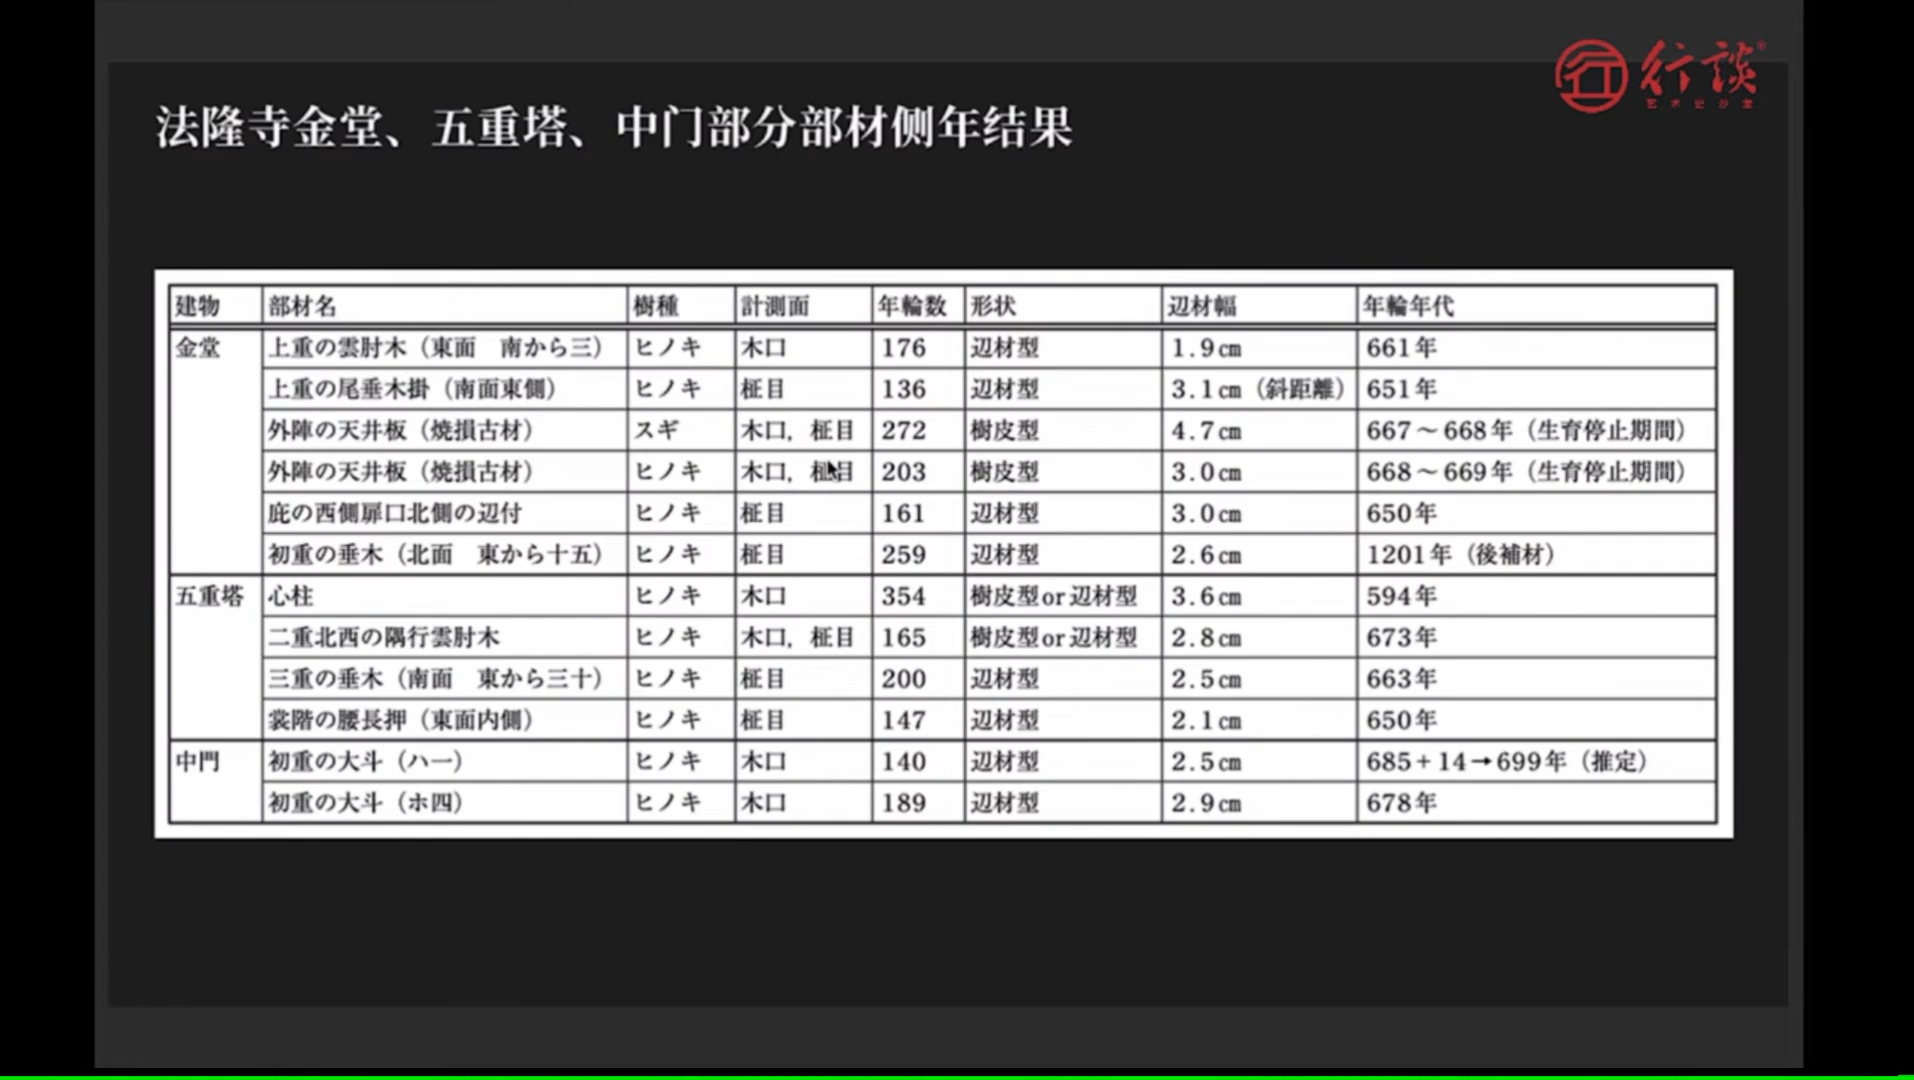 行談®
艺术史沙龙
法隆寺金堂、五重塔、中门部分部材侧年结果
建物 部材名 樹種 計測面 年輪数 形状 辺材幅 年輪年代
金堂 上重の雲肘木（東面　南から三） ヒノキ 木口 176 辺材型 1.9㎝ 661年
上重の尾垂木掛（南面東側） ヒノキ 柾目 136 辺材型 3.1㎝（斜距離） 651年
外陣の天井板（焼損古材） スギ 木口，柾目 272 樹皮型 4.7㎝ 667～668年（生育停止期間）
外陣の天井板（焼損古材） ヒノキ 木口，柾目 203 樹皮型 3.0㎝ 668～669年（生育停止期間）
庇の西側扉口北側の辺付 ヒノキ 柾目 161 辺材型 3.0㎝ 650年
初重の垂木（北面　東から十五） ヒノキ 柾目 259 辺材型 2.6㎝ 1201年（後補材）
五重塔 心柱 ヒノキ 木口 354 樹皮型or辺材型 3.6㎝ 594年
二重北西の隅行雲肘木 ヒノキ 木口，柾目 165 樹皮型or辺材型 2.8㎝ 673年
三重の垂木（南面　東から三十） ヒノキ 柾目 200 辺材型 2.5㎝ 663年
裳階の腰長押（東面内側） ヒノキ 柾目 147 辺材型 2.1㎝ 650年
中門 初重の大斗（ハ一） ヒノキ 木口 140 辺材型 2.5㎝ 685+14→699年（推定）
初重の大斗（ホ四） ヒノキ 木口 189 辺材型 2.9㎝ 678年